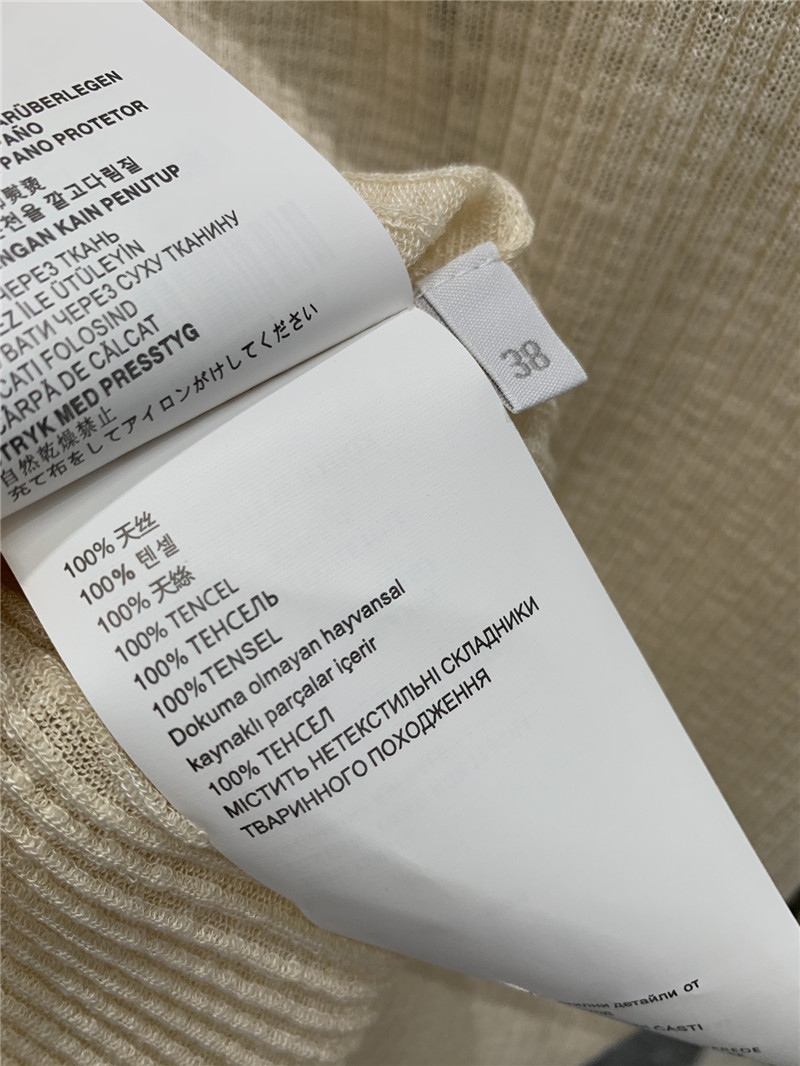 ARÜBERLEGEN
PAÑO
PANO PROTETOR
천을 깔고다림질
NGAN KAIN PENUTUP
ЧЕРЕЗ ТКАНЬ
EZ İLE ÜTÜLEYİN
ВАТИ ЧЕРЕЗ СУХУ ТКАНИНУ
CATI FOLOSIND
CÂRPĂ DE CĂLCAT
TRYK MED PRESSTYG
自然乾燥禁止
充て布をしてアイロンがけしてください
38
100% 天丝
100% 텐셀
100% 天絲
100% TENCEL
100% ТЕНСЕЛЬ
100%TENSEL
Dokuma olmayan hayvansal
kaynaklı parçalar içerir
100% ТЕНСЕЛ
МІСТИТЬ НЕТЕКСТИЛЬНІ СКЛАДНИКИ
ТВАРИННОГО ПОХОДЖЕННЯ
детайли от
CASTI